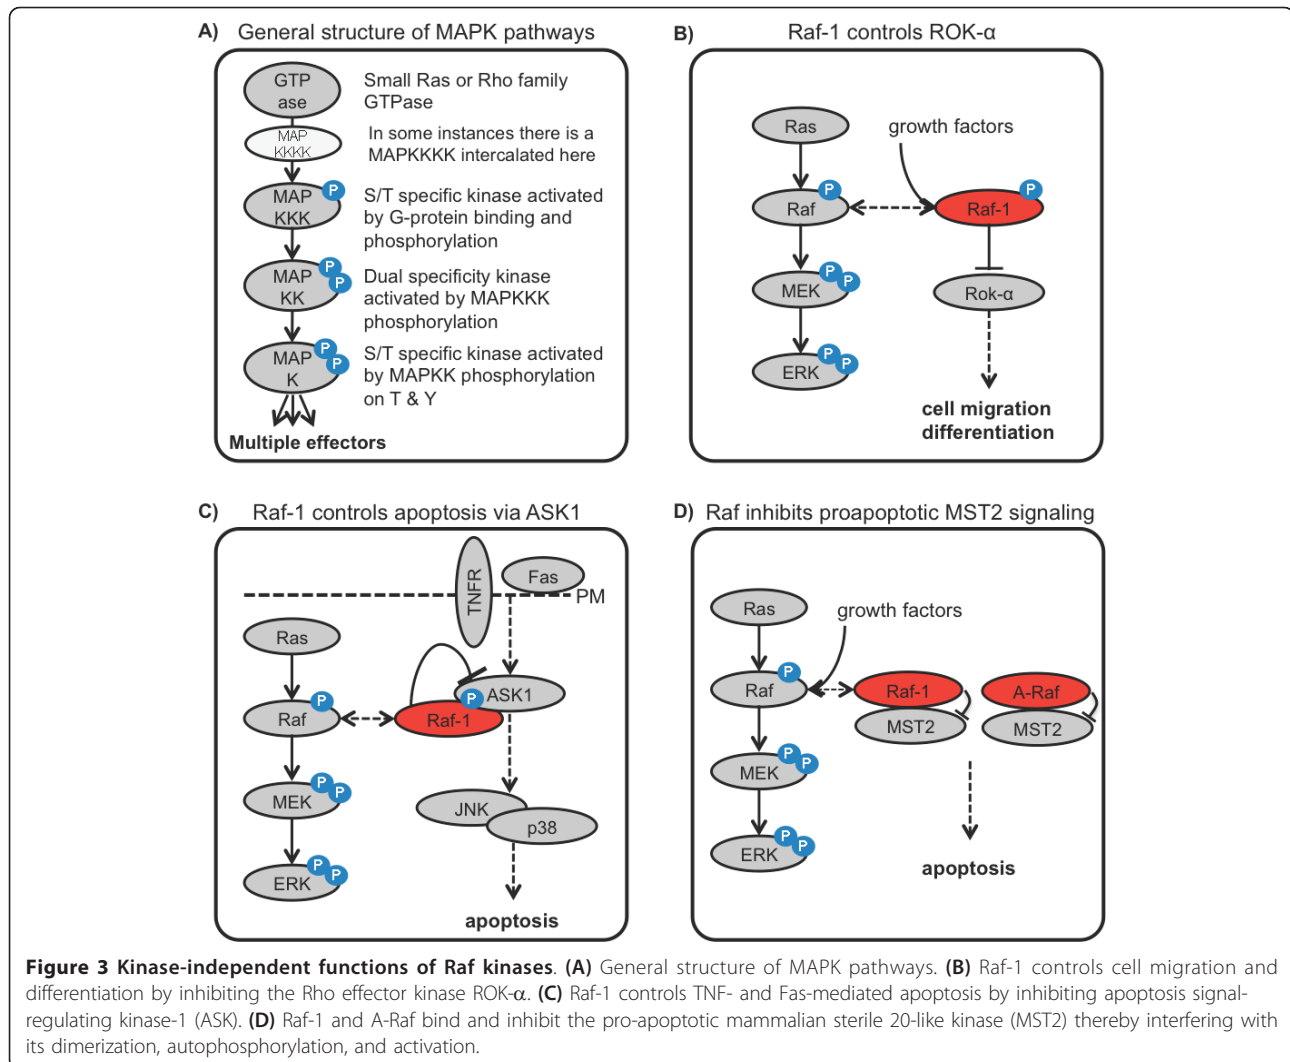 A) General structure of MAPK pathways
GTP
ase
Small Ras or Rho family
GTPase
MAP
KKKK
In some instances there is a
MAPKKKK intercalated here
MAP
KKK
P
S/T specific kinase activated
by G-protein binding and
phosphorylation
MAP
KK
P
P
Dual specificity kinase
activated by MAPKKK
phosphorylation
MAP
K
P
P
S/T specific kinase activated
by MAPKK phosphorylation
on T & Y
Multiple effectors
B) Raf-1 controls ROK-α
Ras
growth factors
Raf
P
Raf-1
P
MEK
P
P
Rok-α
ERK
P
P
cell migration
differentiation
C) Raf-1 controls apoptosis via ASK1
TNFR
Fas
PM
Ras
Raf
P
Raf-1
P
ASK1
MEK
P
P
JNK
p38
ERK
P
P
apoptosis
D) Raf inhibits proapoptotic MST2 signaling
Ras
growth factors
Raf
P
Raf-1
MST2
A-Raf
MST2
MEK
P
P
ERK
P
P
apoptosis
Figure 3 Kinase-independent functions of Raf kinases. (A) General structure of MAPK pathways. (B) Raf-1 controls cell migration and
differentiation by inhibiting the Rho effector kinase ROK-α. (C) Raf-1 controls TNF- and Fas-mediated apoptosis by inhibiting apoptosis signal-
regulating kinase-1 (ASK). (D) Raf-1 and A-Raf bind and inhibit the pro-apoptotic mammalian sterile 20-like kinase (MST2) thereby interfering with
its dimerization, autophosphorylation, and activation.